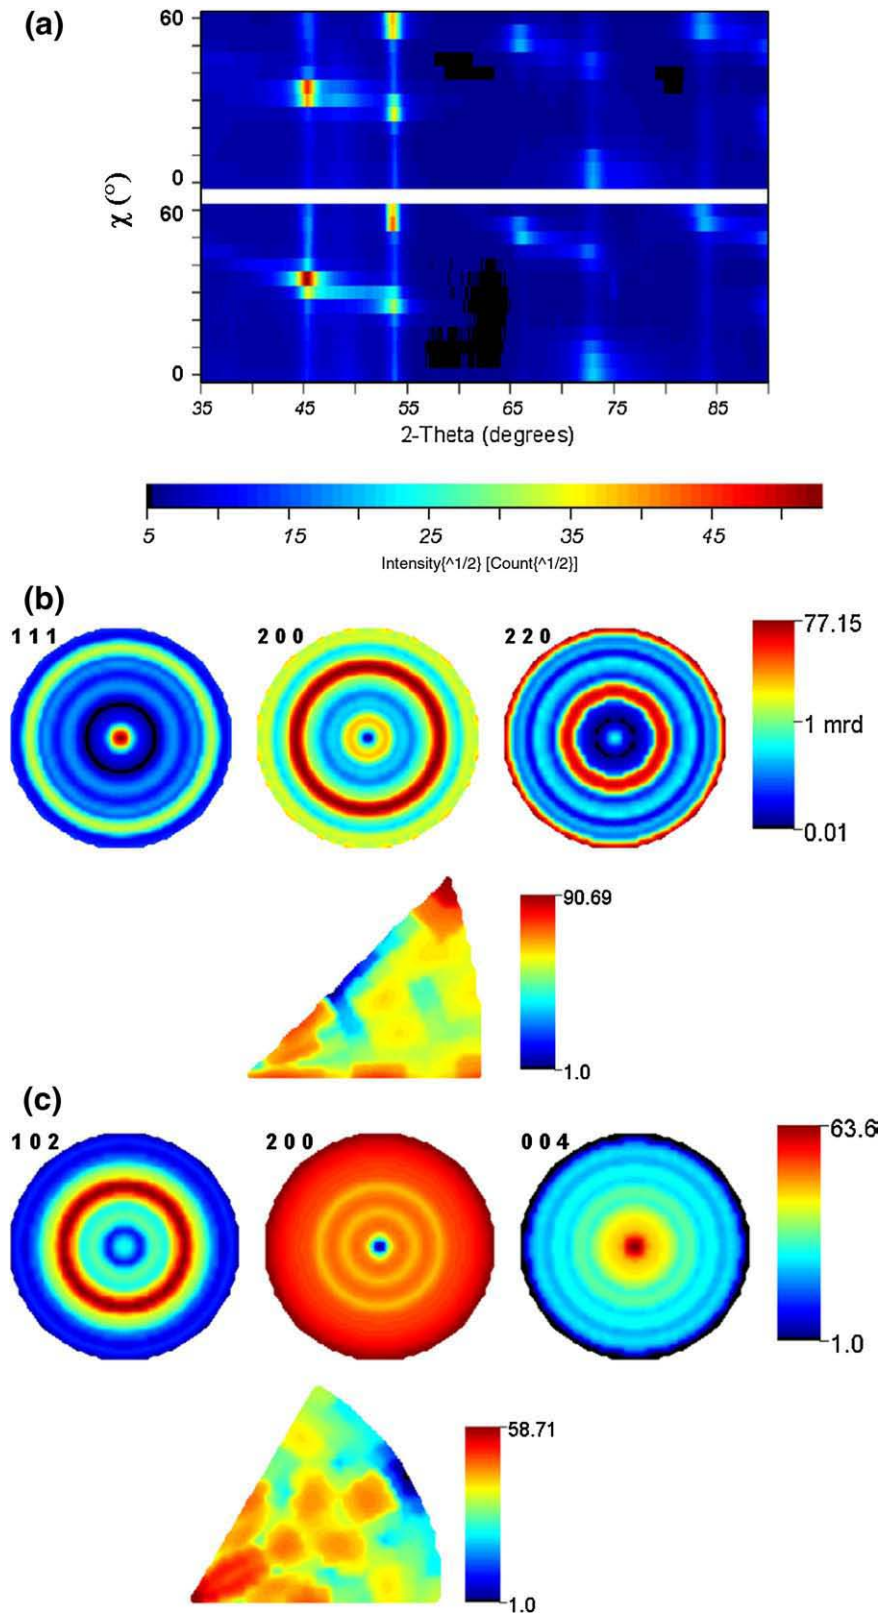 (a)
60
0
60
0
χ (°)
35 45 55 65 75 85
2-Theta (degrees)
5 15 25 35 45
Intensity{^1/2} [Count{^1/2}]
(b)
1 1 1
2 0 0
2 2 0
77.15
1 mrd
0.01
90.69
1.0
(c)
1 0 2
2 0 0
0 0 4
63.6
1.0
58.71
1.0